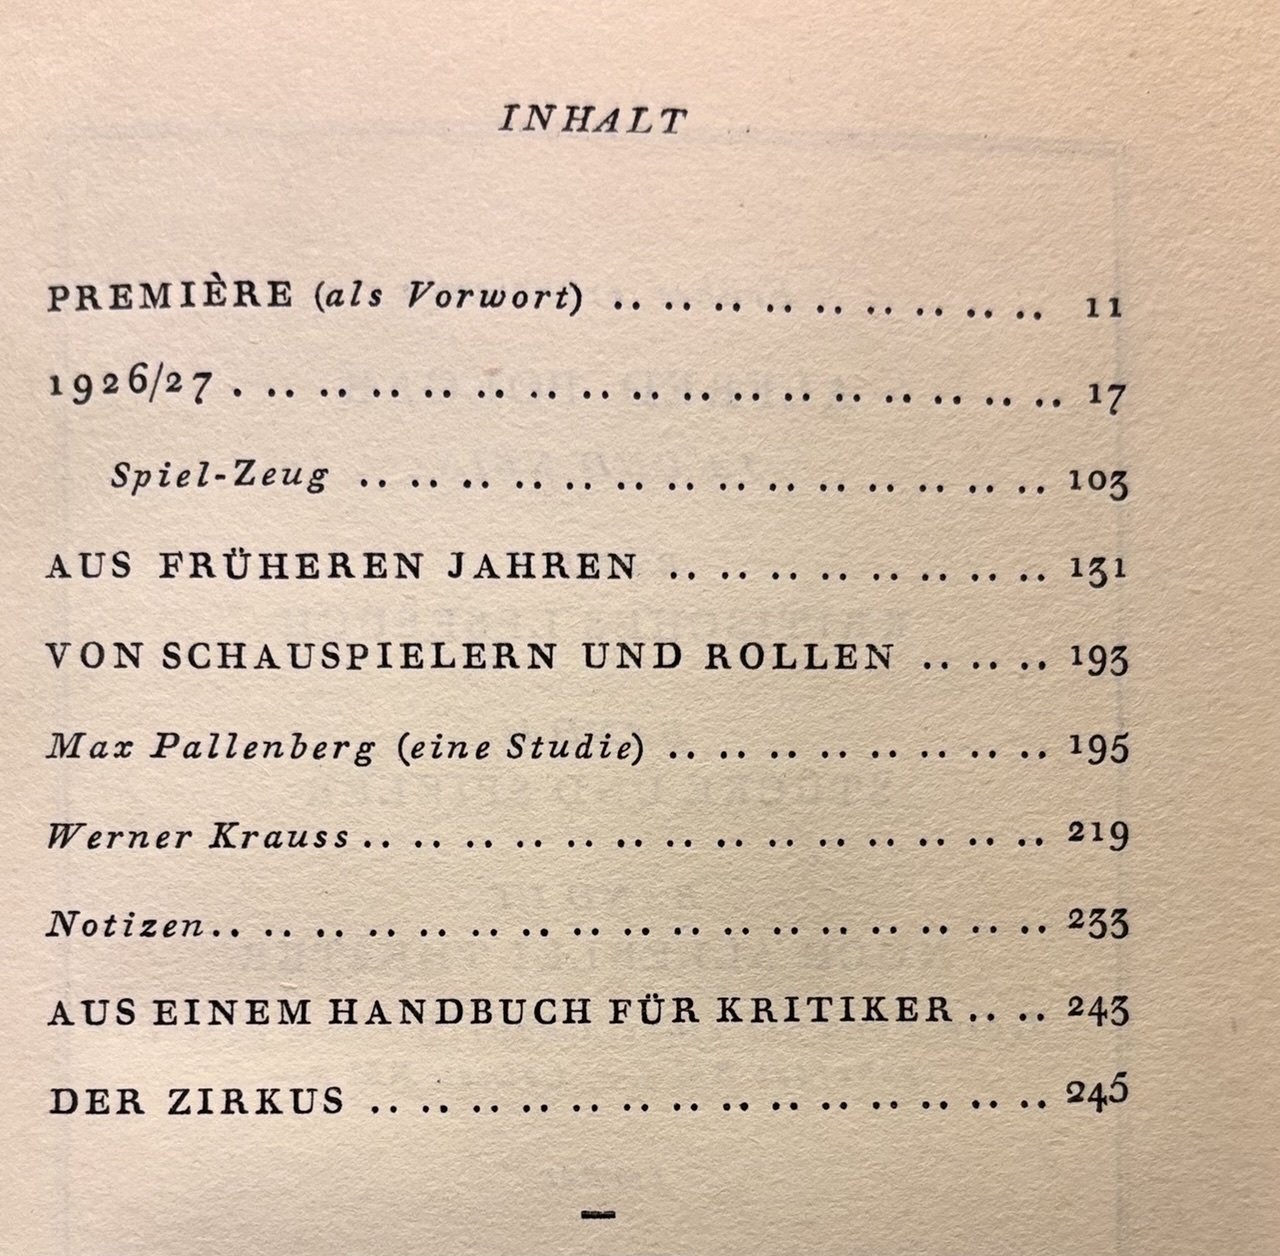 INHALT
PREMIÈRE (als Vorwort) .. .. .. .. .. .. .. .. .. 11
1926/27 . .. .. .. .. .. .. .. .. .. .. .. .. .. .. .. .. 17
Spiel-Zeug .. .. .. .. .. .. .. .. .. .. .. .. .. .. 103
AUS FRÜHEREN JAHREN .. .. .. .. .. .. .. .. 131
VON SCHAUSPIELERN UND ROLLEN .. .. .. 193
Max Pallenberg (eine Studie) .. .. .. .. .. .. .. .. 195
Werner Krauss .. .. .. .. .. .. .. .. .. .. .. .. .. .. 219
Notizen .. .. .. .. .. .. .. .. .. .. .. .. .. .. .. .. .. 233
AUS EINEM HANDBUCH FÜR KRITIKER .. .. 243
DER ZIRKUS .. .. .. .. .. .. .. .. .. .. .. .. .. .. 245